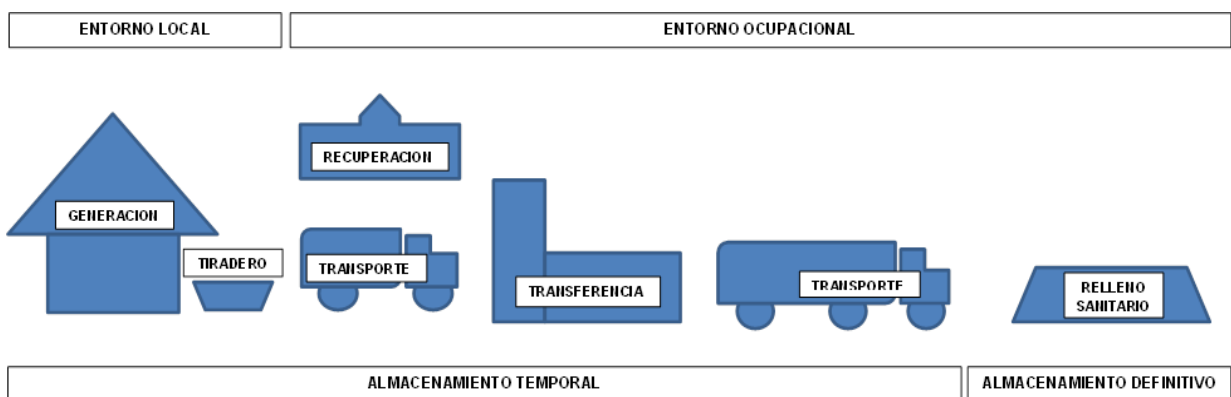 ENTORNO LOCAL
ENTORNO OCUPACIONAL
RECUPERACION
GENERACION
TIRADERO
TRANSPORTE
TRANSFERENCIA
TRANSPORTE
RELLENO
SANITARIO
ALMACENAMIENTO TEMPORAL
ALMACENAMIENTO DEFINITIVO